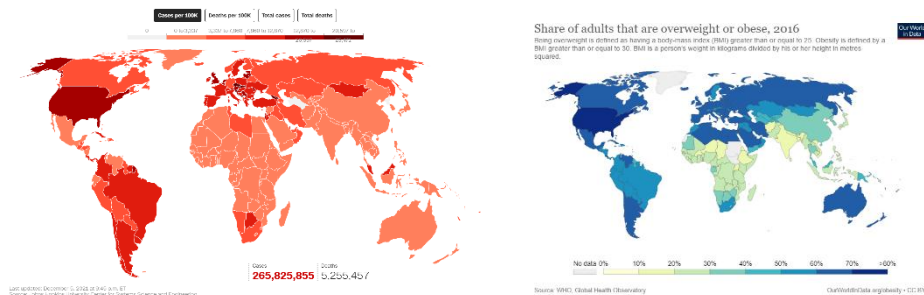 Cases per 100K Deaths per 100K Total cases Total deaths
0
Cases Deaths
265,825,855 5,255,457
Last updated: December 5, 2021 at 9:45 p.m. ET
Share of adults that are overweight or obese, 2016
Being overweight is defined as having a body-mass index (BMI) greater than or equal to 25. Obesity is defined by a
BMI greater than or equal to 30. BMI is a person's weight in kilograms divided by his or her height in metres
squared.
Our World
in Data
No data 0% 10% 20% 30% 40% 50% 60% 70% >80%
Source: WHO, Global Health Observatory
OurWorldInData.org/obesity • CC BY